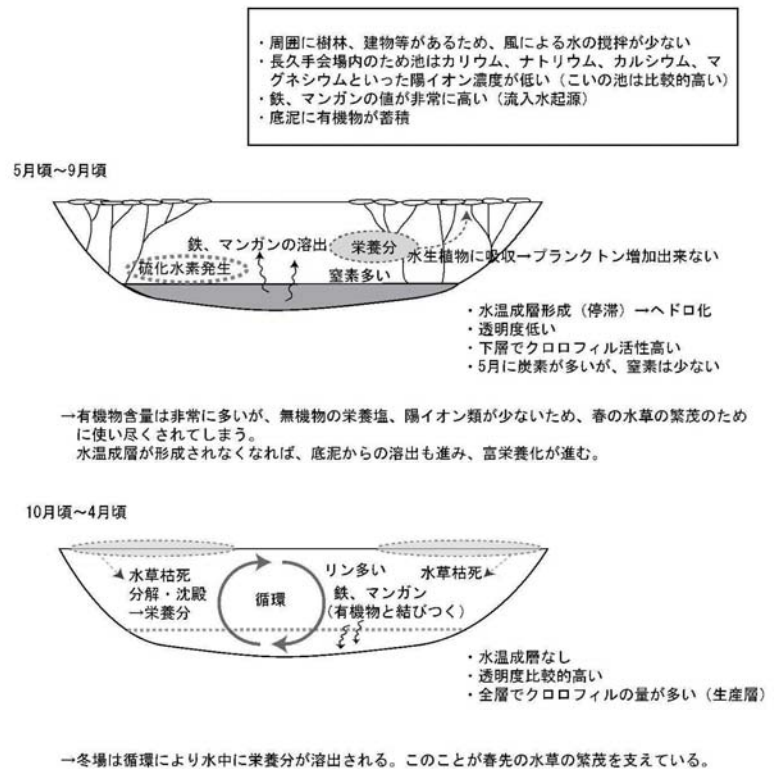 ・周囲に樹林、建物等があるため、風による水の撹拌が少ない
・長久手会場内のため池はカリウム、ナトリウム、カルシウム、マ
グネシウムといった陽イオン濃度が低い（こいの池は比較的高い）
・鉄、マンガンの値が非常に高い（流入水起源）
・底泥に有機物が蓄積
5月頃～9月頃
鉄、マンガンの溶出
栄養分
水生植物に吸収→プランクトン増加出来ない
硫化水素発生
窒素多い
・水温成層形成（停滞）→ヘドロ化
・透明度低い
・下層でクロロフィル活性高い
・5月に炭素が多いが、窒素は少ない
→有機物含量は非常に多いが、無機物の栄養塩、陽イオン類が少ないため、春の水草の繁茂のため
に使い尽くされてしまう。
水温成層が形成されなくなれば、底泥からの溶出も進み、富栄養化が進む。
10月頃～4月頃
水草枯死
分解・沈殿
→栄養分
循環
リン多い
鉄、マンガン
(有機物と結びつく)
水草枯死
・水温成層なし
・透明度比較的高い
・全層でクロロフィルの量が多い（生産層）
→冬場は循環により水中に栄養分が溶出される。このことが春先の水草の繁茂を支えている。